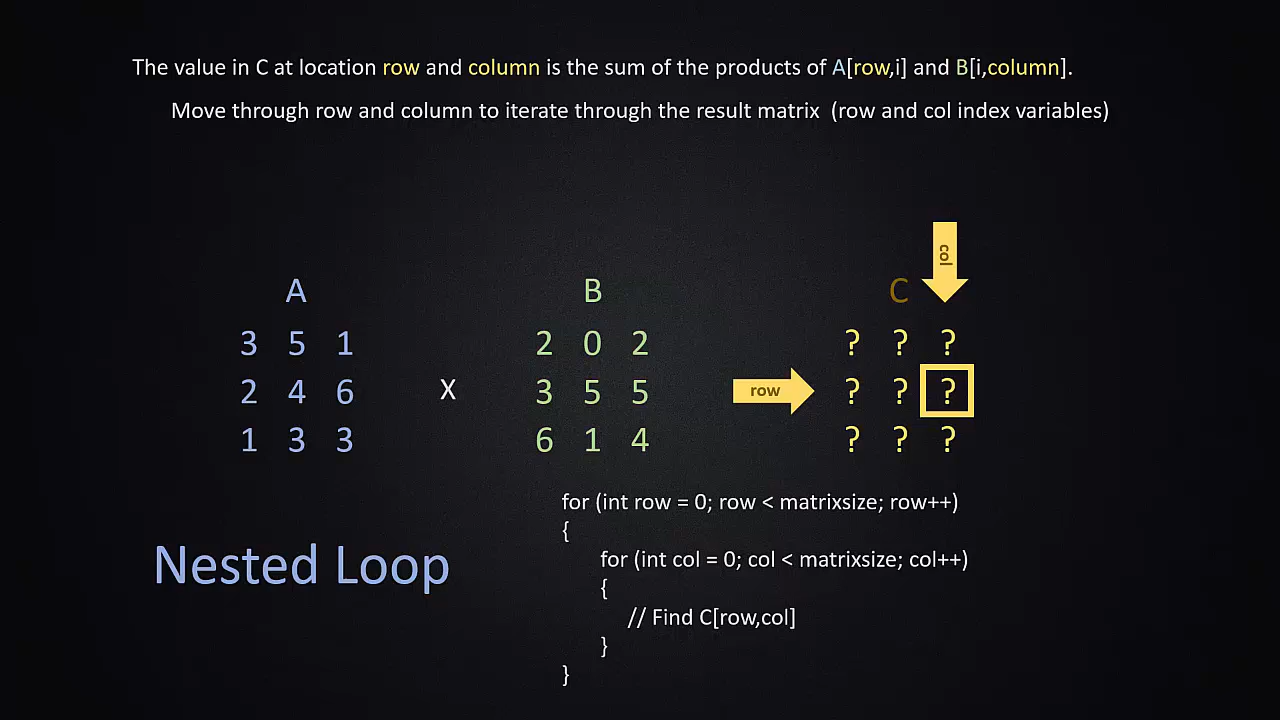 The value in C at location row and column is the sum of the products of A[row,i] and B[i,column].
Move through row and column to iterate through the result matrix (row and col index variables)
col
A B C
3 5 1 2 0 2 ? ? ?
2 4 6 X 3 5 5 row ? ? ?
1 3 3 6 1 4 ? ? ?
Nested Loop
for (int row = 0; row < matrixsize; row++)
{
for (int col = 0; col < matrixsize; col++)
{
// Find C[row,col]
}
}